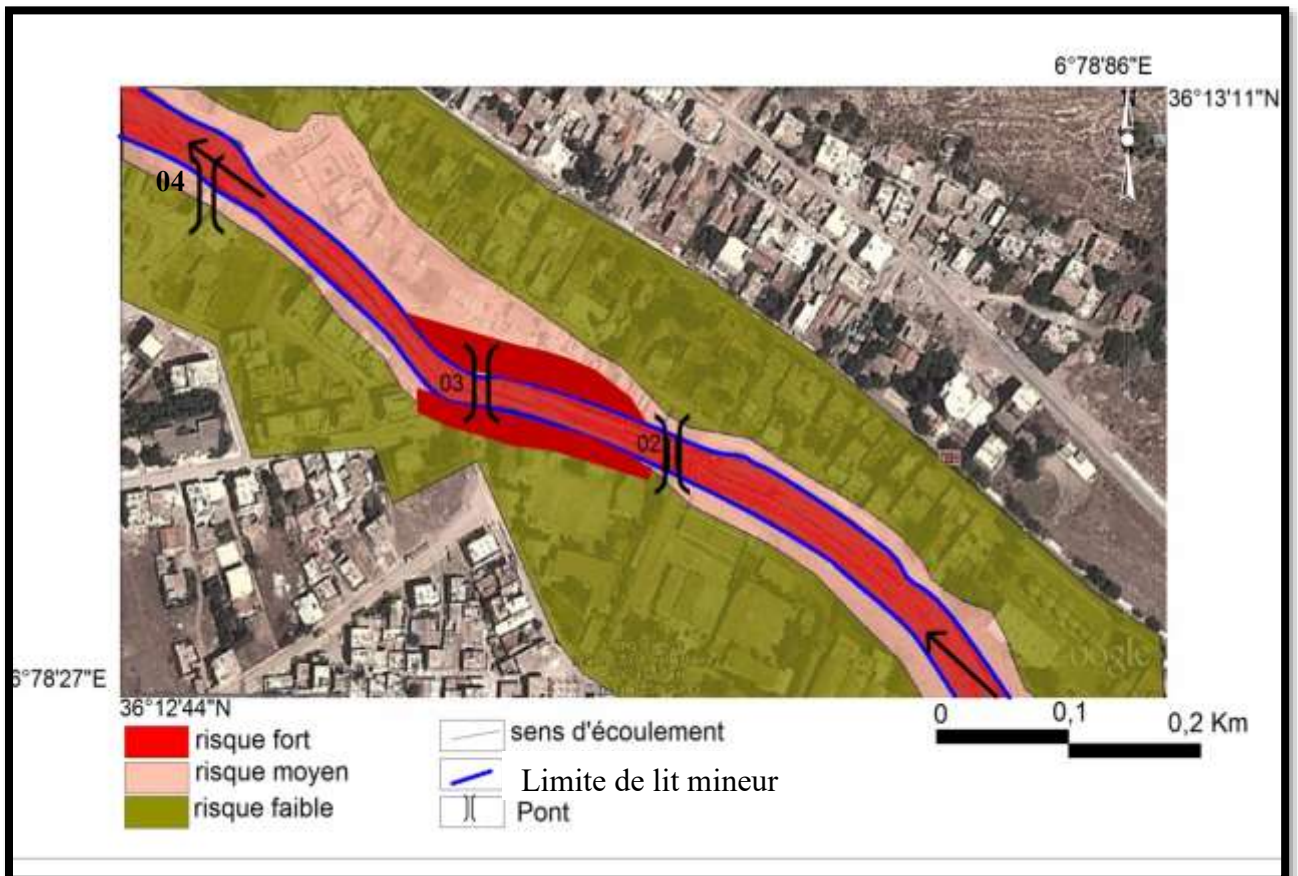 6°78'86"E
N
36°13'11"N
04
03
02
Google
6°78'27"E
36°12'44"N
0 0,1 0,2 Km
risque fort
risque moyen
risque faible
sens d'écoulement
Limite de lit mineur
Pont